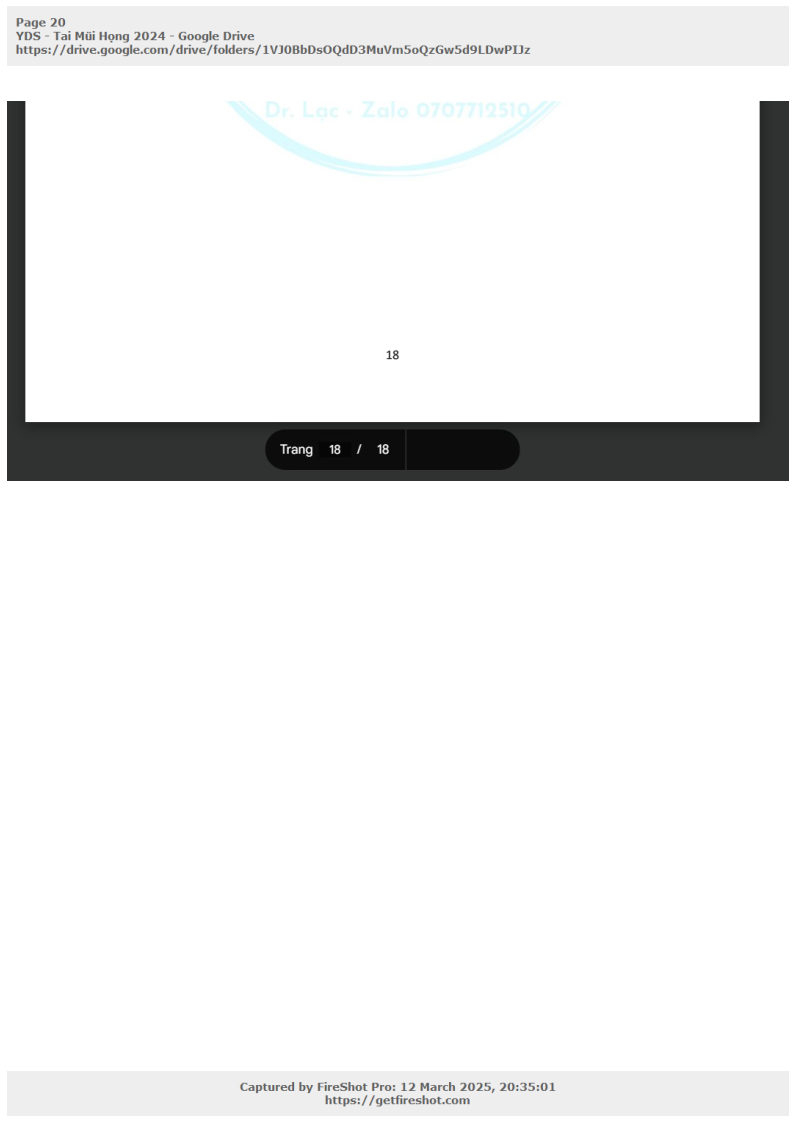 Page 20
YDS - Tai Mũi Họng 2024 - Google Drive
https://drive.google.com/drive/folders/1VJ0BbDsOQdD3MuVm5oQzGw5d9LDwPIJz
Dr. Lạc - Zalo 0707712510
18
Trang 18 / 18
Captured by FireShot Pro: 12 March 2025, 20:35:01
https://getfireshot.com